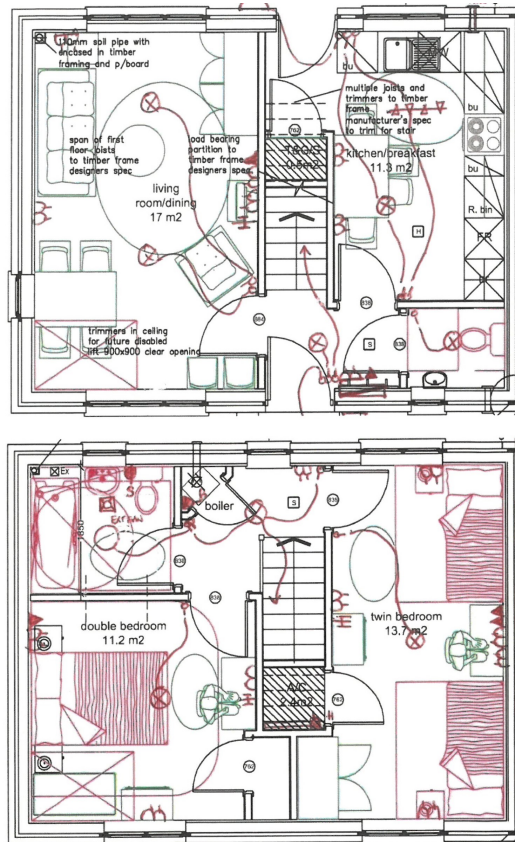 110mm soil pipe with
encased in timber
framing and p/board
bu
multiple joists and
trimmers to timber
frame
manufacturer's spec
to trim for stair
762
span of first
floor joists
to timber frame
designers spec
load bearing
partition to
timber frame
designers spec
0.6m2
kitchen/breakfast
11.3 m2
bu
bu
R. bin
living
room/dining
17 m2
H
838
trimmers in ceiling
for future disabled
lift 900x900 clear opening
S
838
Ex
S
1850
boiler
S
838
838
838
double bedroom
11.2 m2
twin bedroom
13.7 m2
A/C
2.4m2
762
762